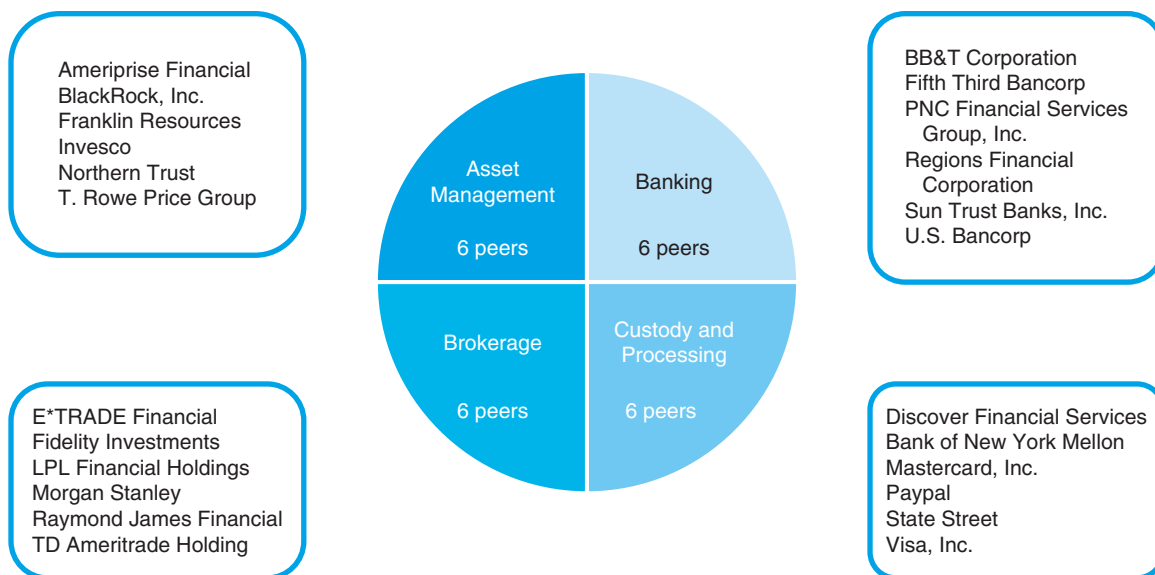 Ameriprise Financial
BlackRock, Inc.
Franklin Resources
Invesco
Northern Trust
T. Rowe Price Group
BB&T Corporation
Fifth Third Bancorp
PNC Financial Services
Group, Inc.
Regions Financial
Corporation
Sun Trust Banks, Inc.
U.S. Bancorp
Asset
Management
6 peers
Banking
6 peers
Brokerage
6 peers
Custody and
Processing
6 peers
E*TRADE Financial
Fidelity Investments
LPL Financial Holdings
Morgan Stanley
Raymond James Financial
TD Ameritrade Holding
Discover Financial Services
Bank of New York Mellon
Mastercard, Inc.
Paypal
State Street
Visa, Inc.